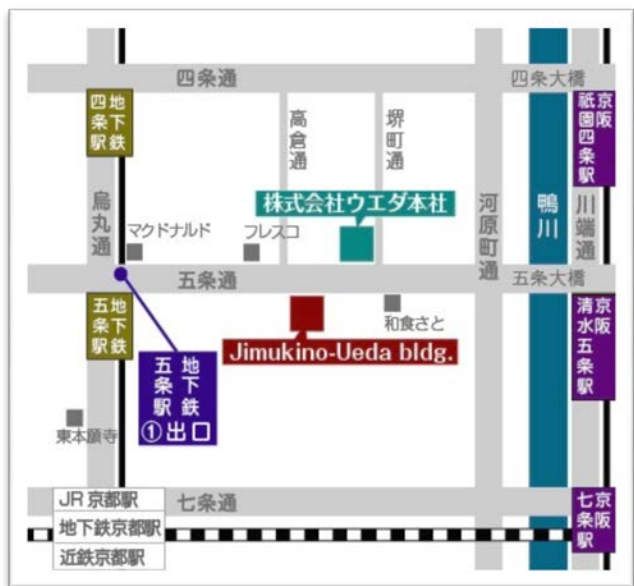 四条通
四条大橋
地下鉄
四条駅
京阪
祇園四条駅
高倉通
堺町通
烏丸通
株式会社ウエダ本社
河原町通
鴨川
川端通
マクドナルド
フレスコ
五条通
五条大橋
地下鉄
五条駅
和食さと
京阪
清水五条駅
Jimukino-Ueda bldg.
地下鉄
五条駅
①出口
東本願寺
JR京都駅
七条通
地下鉄京都駅
近鉄京都駅
京阪
七条駅